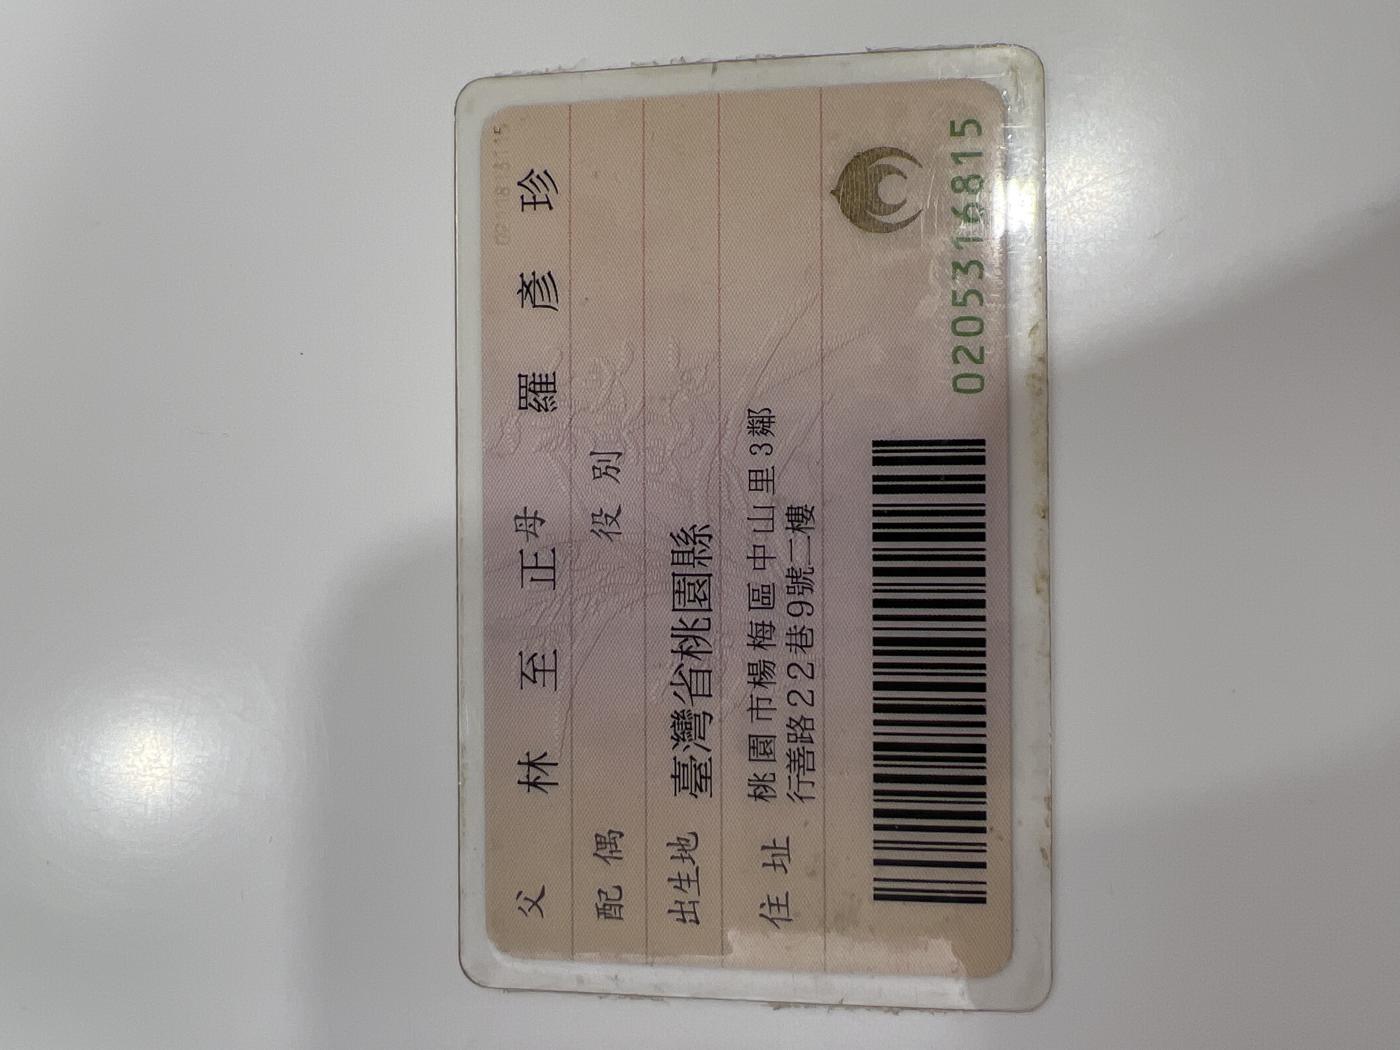 父 林 至 正 母 羅 彥 珍
配 偶 役 別
出生地 臺灣省桃園縣
住 址 桃園市楊梅區中山里3鄰
行善路22巷9號二樓
0205316815